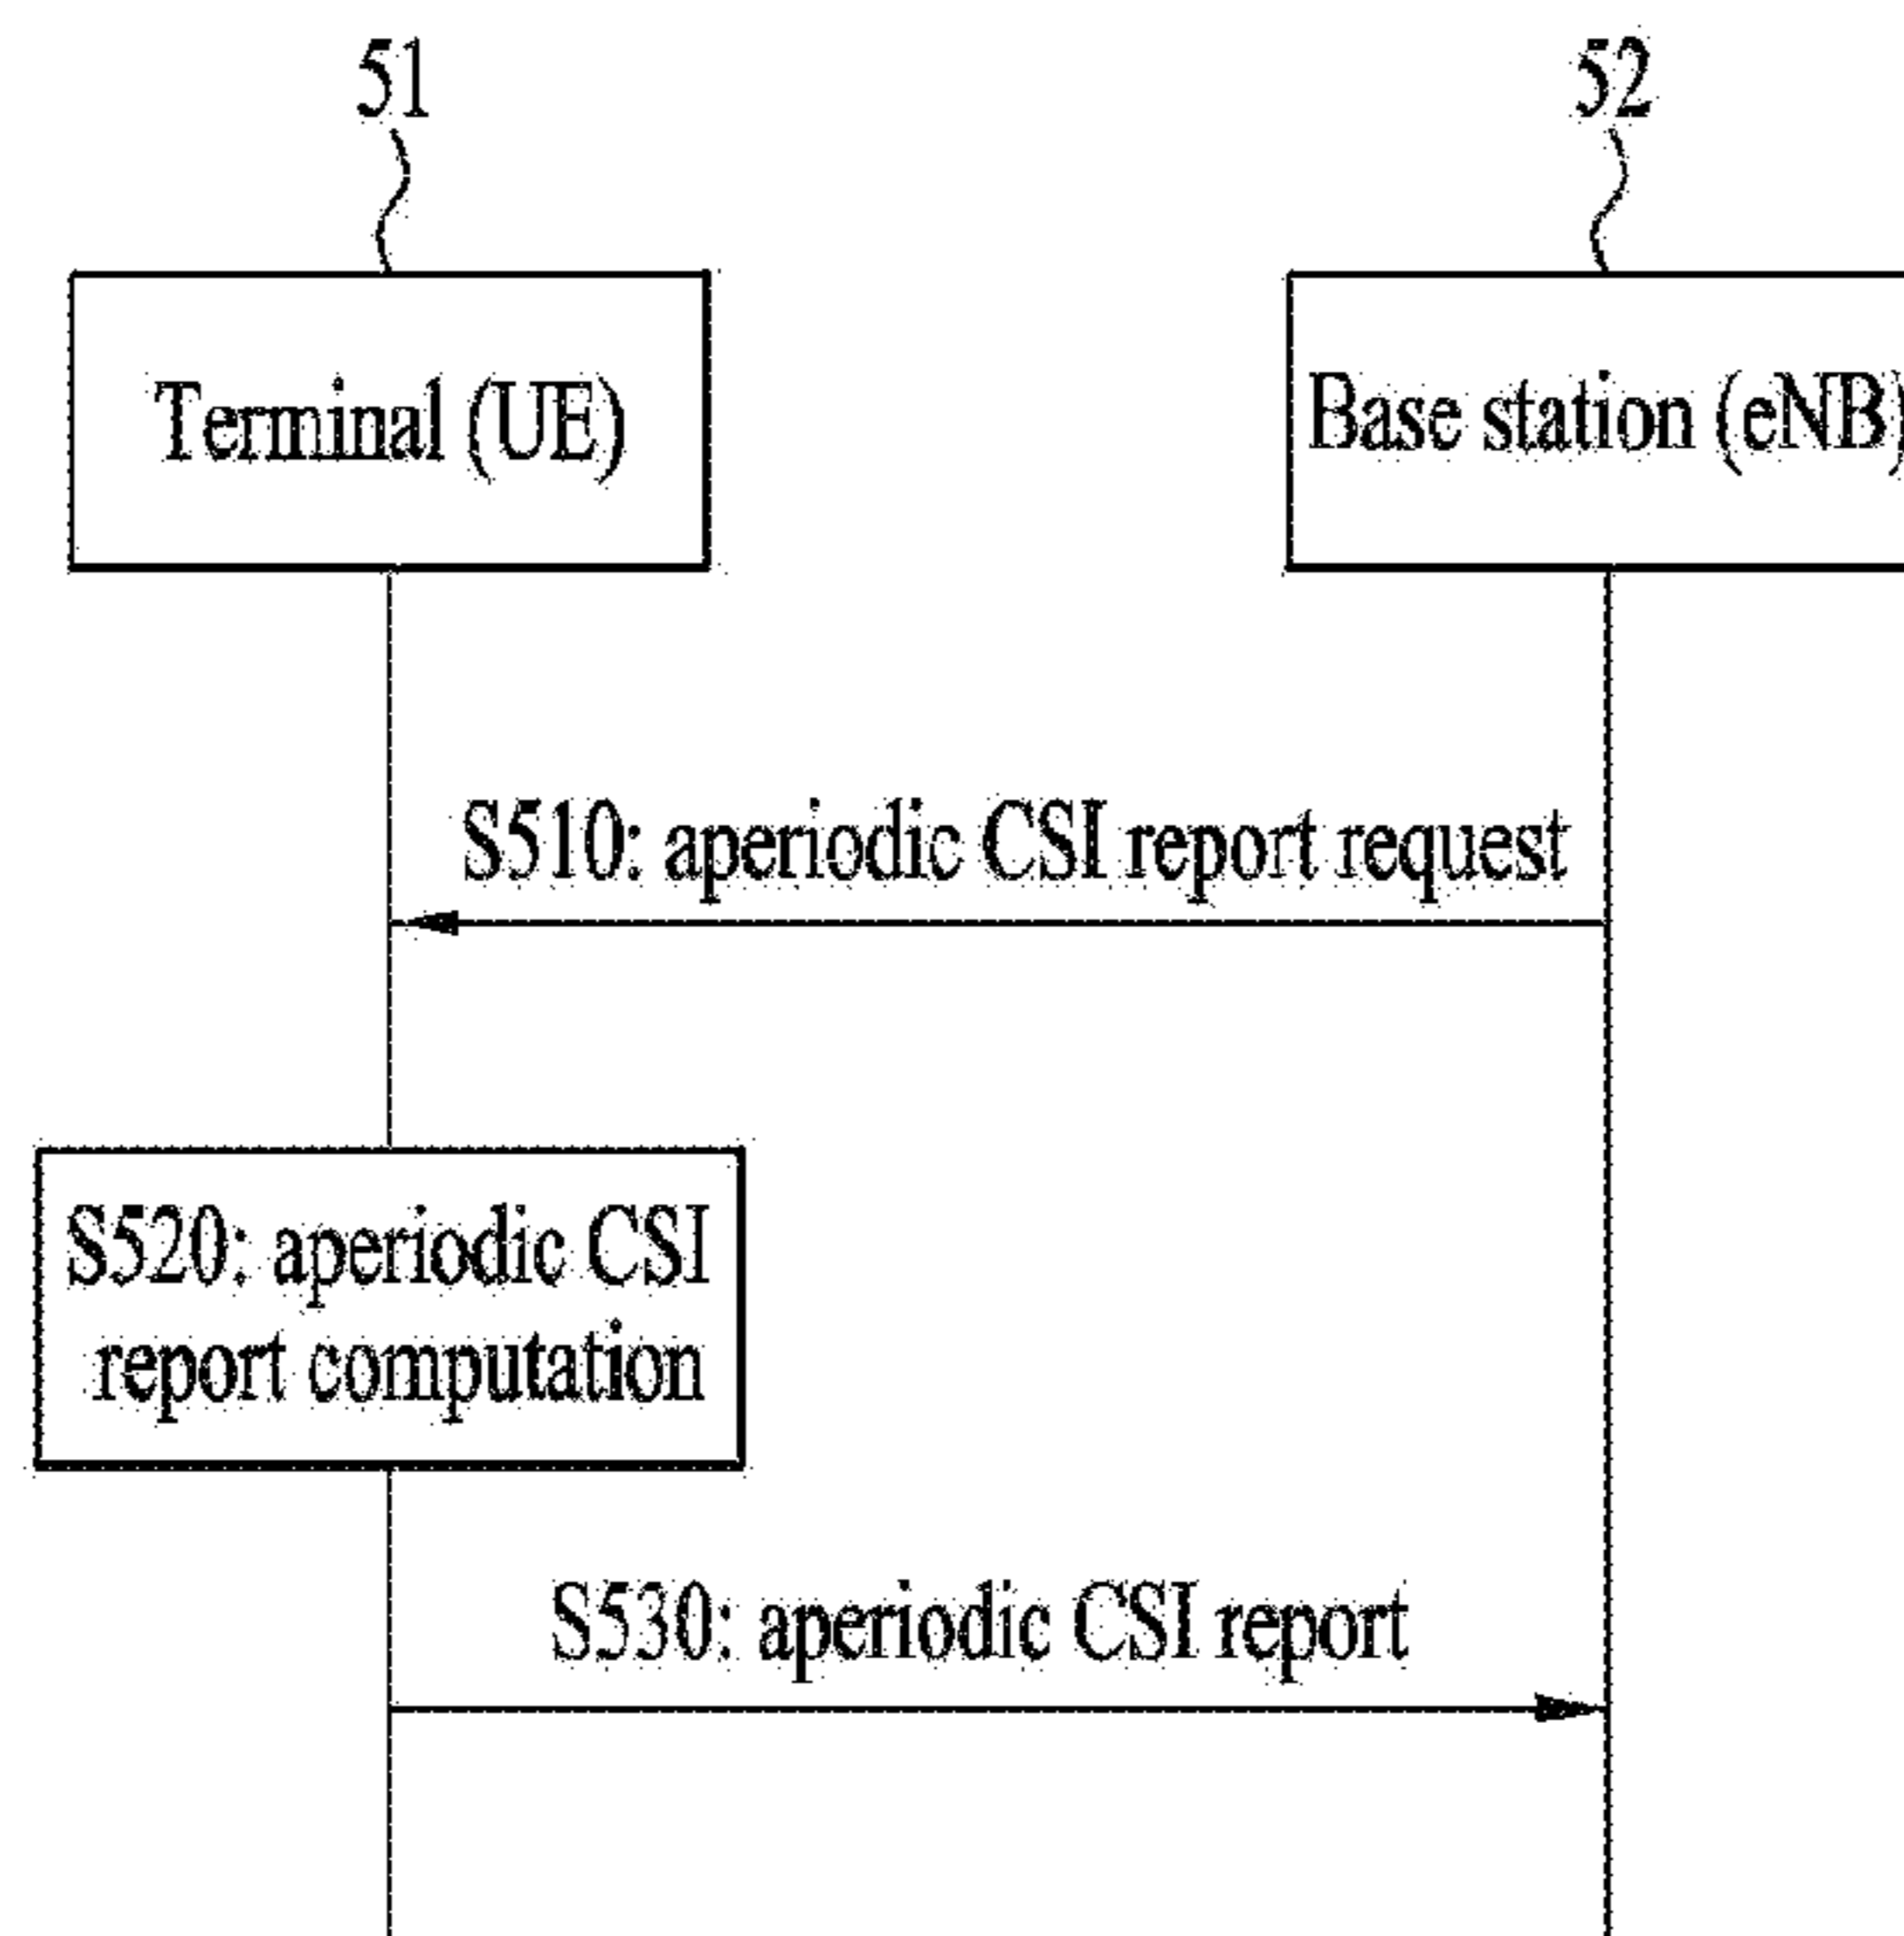 51
52
Terminal (UE)
Base station (eNB)
S510: aperiodic CSI report request
S520: aperiodic CSI
report computation
S530: aperiodic CSI report